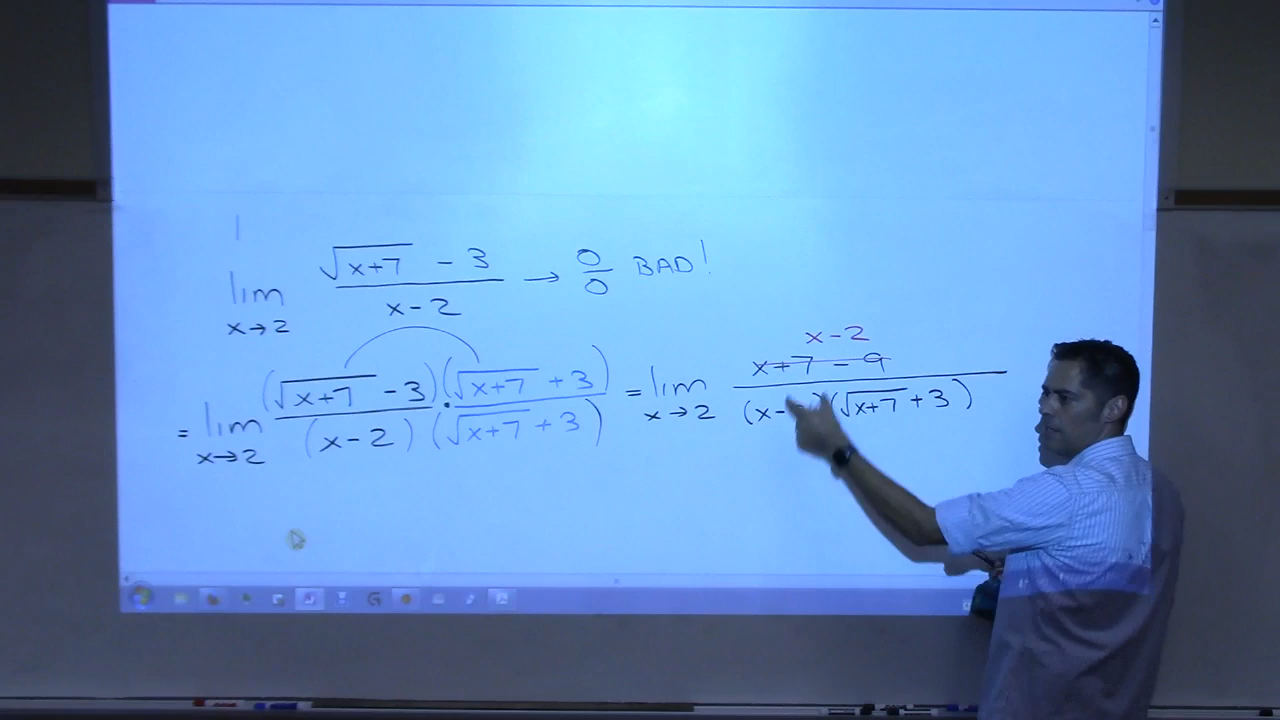 lim x→2 (√(x+7) - 3)/(x-2) → 0/0 BAD!
= lim x→2 ((√(x+7) - 3)/(x-2)) · ((√(x+7) + 3)/(√(x+7) + 3)) = lim x→2 (x+7-9)/((x- )(√(x+7) + 3))
x-2